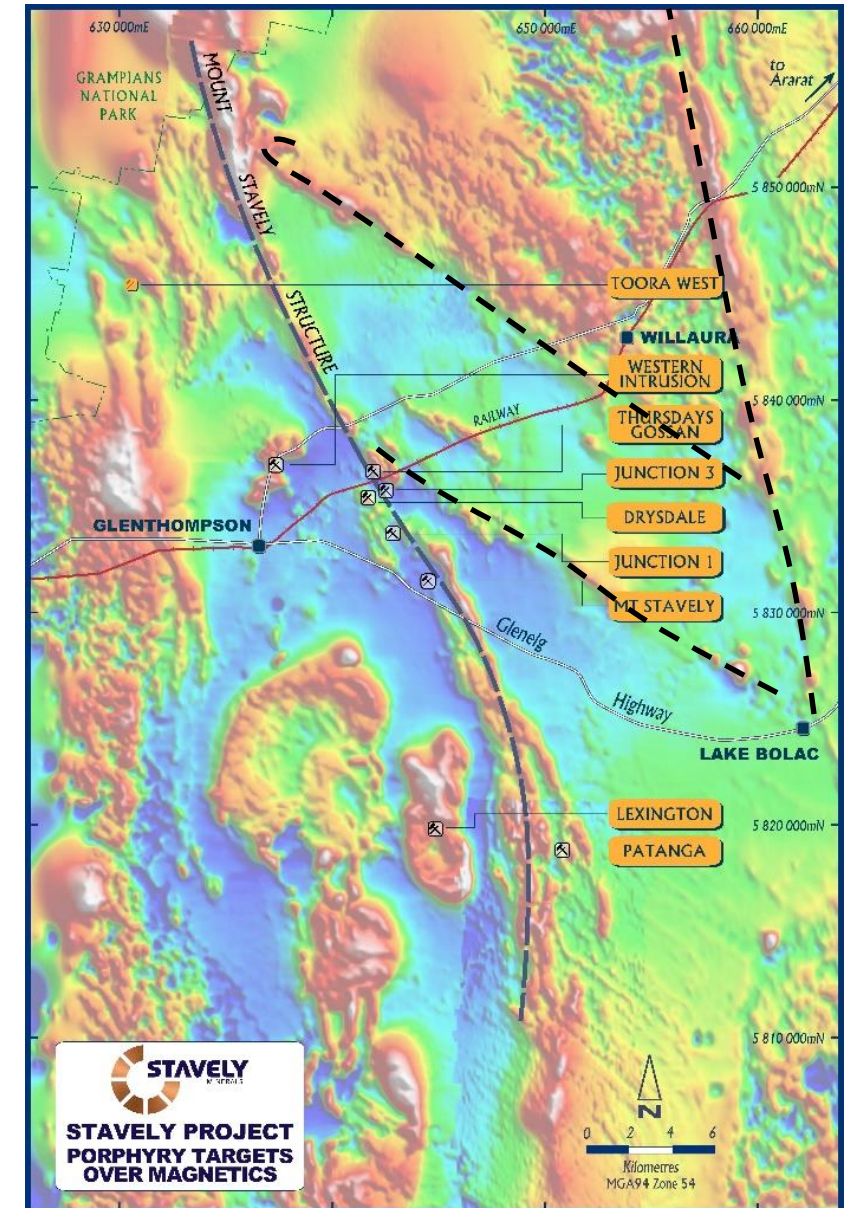 630 000mE
650 000mE
660 000mE
to
Ararat
GRAMPIANS
NATIONAL
PARK
MOUNT
STAVELY
STRUCTURE
5 850 000mN
TOORA WEST
WILLAURA
WESTERN
INTRUSION
5 840 000mN
RAILWAY
THURSDAYS
GOSSAN
JUNCTION 3
GLENTHOMPSON
DRYSDALE
JUNCTION 1
MT STAVELY
5 830 000mN
Glenelg
Highway
LAKE BOLAC
LEXINGTON
5 820 000mN
PATANGA
5 810 000mN
STAVELY
MINERALS
STAVELY PROJECT
PORPHYRY TARGETS
OVER MAGNETICS
N
0 2 4 6
Kilometres
MGA94 Zone 54